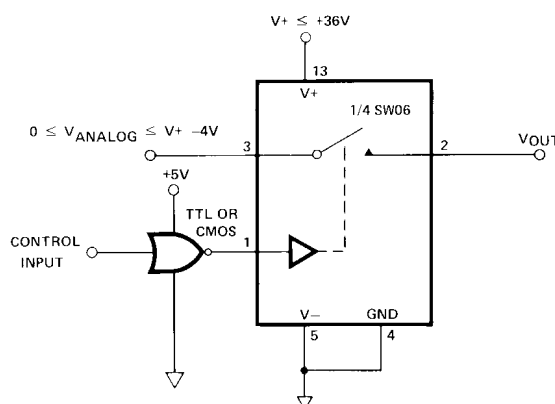 V+ ≤ +36V
13
V+
1/4 SW06
0 ≤ VANALOG ≤ V+ –4V
3
2
VOUT
+5V
TTL OR
CMOS
CONTROL
INPUT
1
V–
GND
5
4